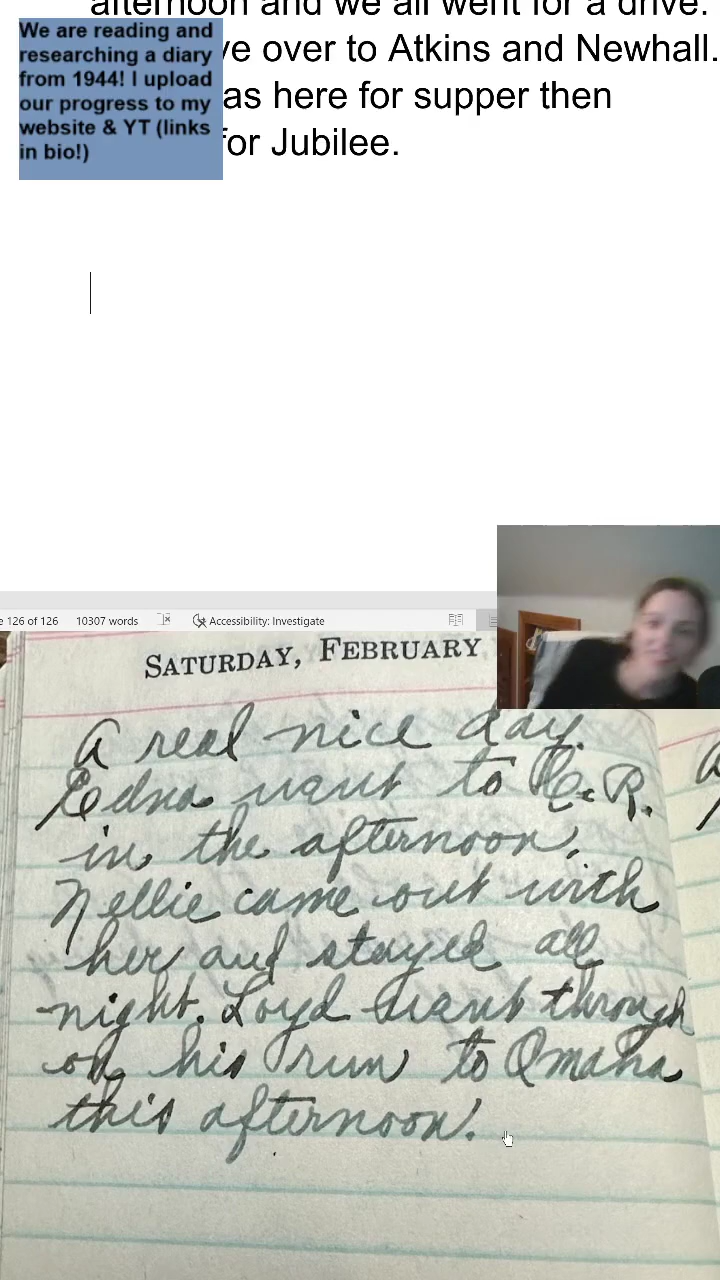 afternoon and we all went for a drive.
We are reading and
researching a diary
from 1944! I upload
our progress to my
website & YT (links
in bio!)
ve over to Atkins and Newhall.
as here for supper then
for Jubilee.
126 of 126
10307 words
Accessibility: Investigate
SATURDAY, FEBRUARY
A real nice day.
Edna want to C. R.
in the afternoon,
Nellie came out with
her and stayed all
night. Loyd want through
on his run to Omaha
this afternoon.